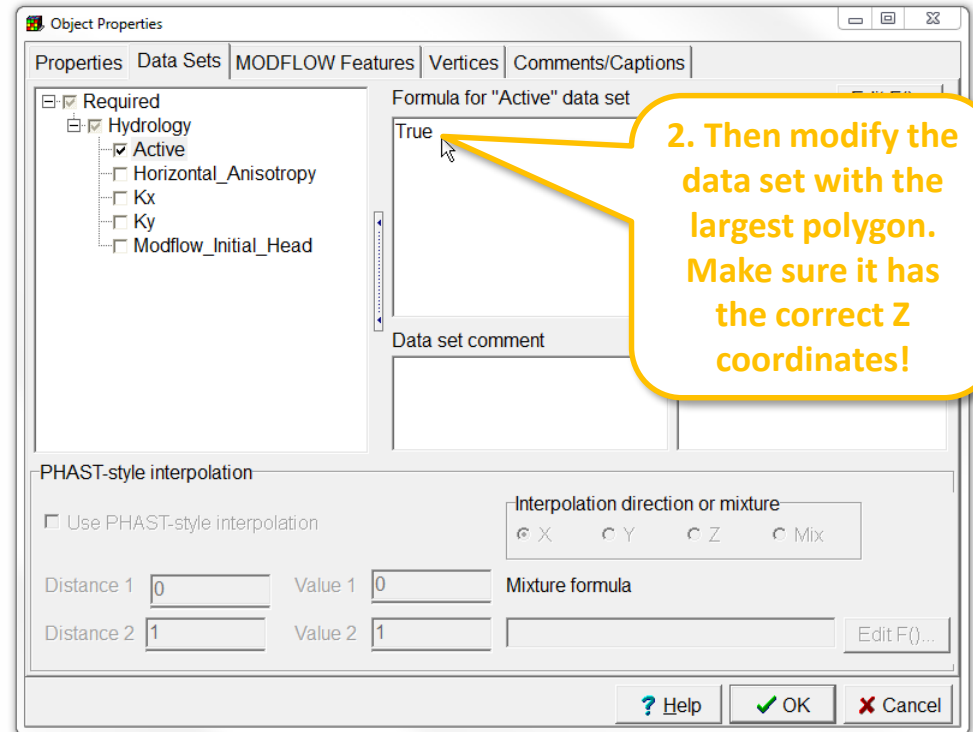 Object Properties
Properties Data Sets MODFLOW Features Vertices Comments/Captions
Required
Hydrology
Active
Horizontal_Anisotropy
Kx
Ky
Modflow_Initial_Head
Formula for "Active" data set
True
2. Then modify the
data set with the
largest polygon.
Make sure it has
the correct Z
coordinates!
Data set comment
PHAST-style interpolation
Use PHAST-style interpolation
Interpolation direction or mixture
X Y Z Mix
Distance 1 0 Value 1 0 Mixture formula
Distance 2 1 Value 2 1 Edit F()...
? Help OK Cancel